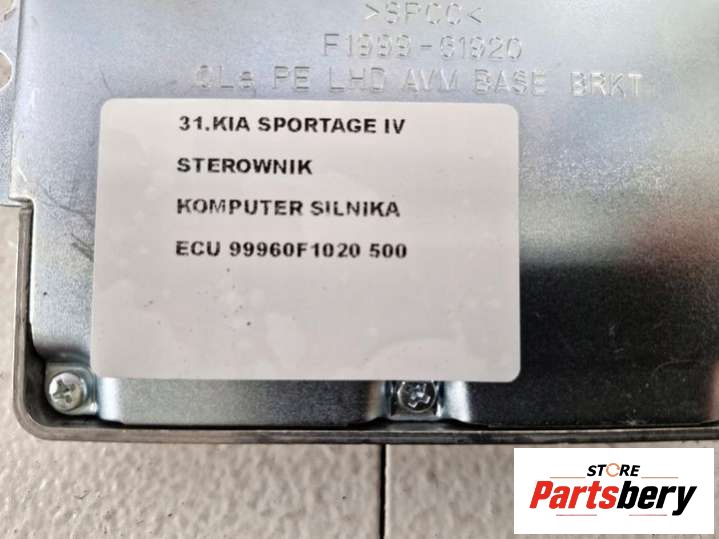 >SPCC<
F1999-61920
QLe PE LHD AVM BASE BRKT
31.KIA SPORTAGE IV
STEROWNIK
KOMPUTER SILNIKA
ECU 99960F1020 500
STORE
Partsbery